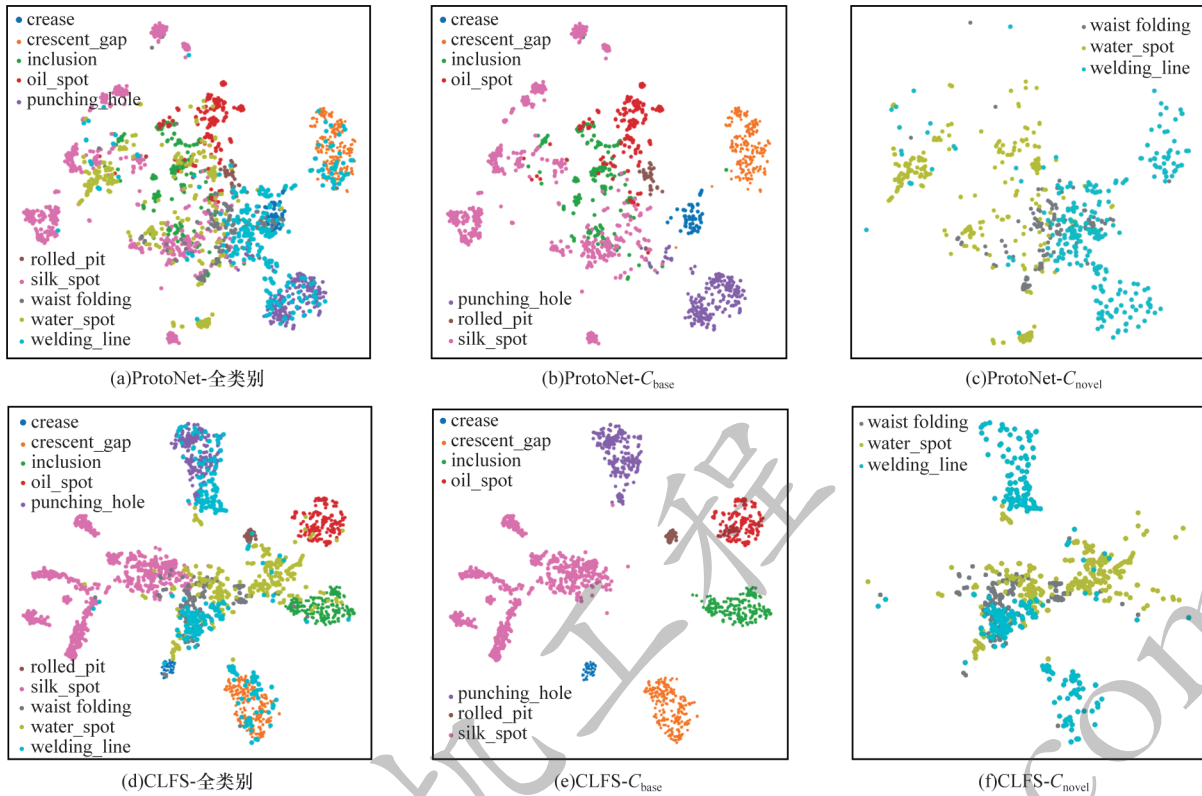 crease
crescent_gap
inclusion
oil_spot
punching_hole
rolled_pit
silk_spot
waist folding
water_spot
welding_line
(a)ProtoNet-全类别
crease
crescent_gap
inclusion
oil_spot
punching_hole
rolled_pit
silk_spot
(b)ProtoNet-Cbase
waist folding
water_spot
welding_line
(c)ProtoNet-Cnovel
crease
crescent_gap
inclusion
oil_spot
punching_hole
rolled_pit
silk_spot
waist folding
water_spot
welding_line
(d)CLFS-全类别
crease
crescent_gap
inclusion
oil_spot
punching_hole
rolled_pit
silk_spot
(e)CLFS-Cbase
waist folding
water_spot
welding_line
(f)CLFS-Cnovel
工程
com